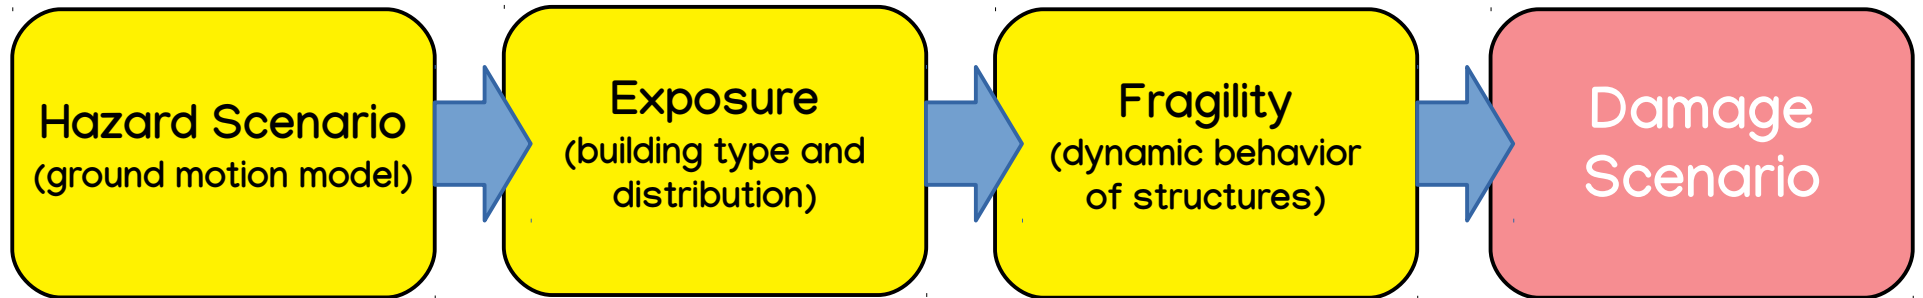 Hazard Scenario
(ground motion model)
Exposure
(building type and
distribution)
Fragility
(dynamic behavior
of structures)
Damage
Scenario